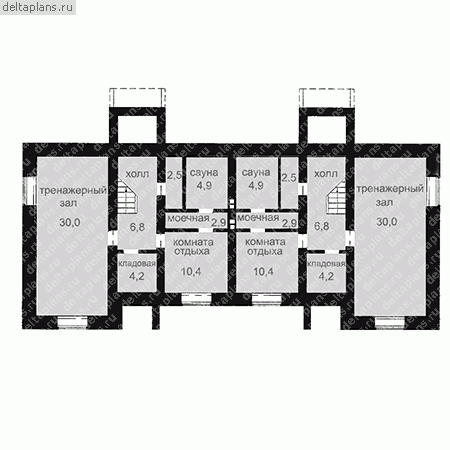 deltaplans.ru
тренажерный
зал
30,0
холл
6,8
2,5
сауна
4,9
сауна
4,9
2.5
холл
6,8
тренажерный
зал
30,0
моечная
2,9
моечная
2,9
комната
отдыха
10,4
комната
отдыха
10,4
кладовая
4,2
кладовая
4,2